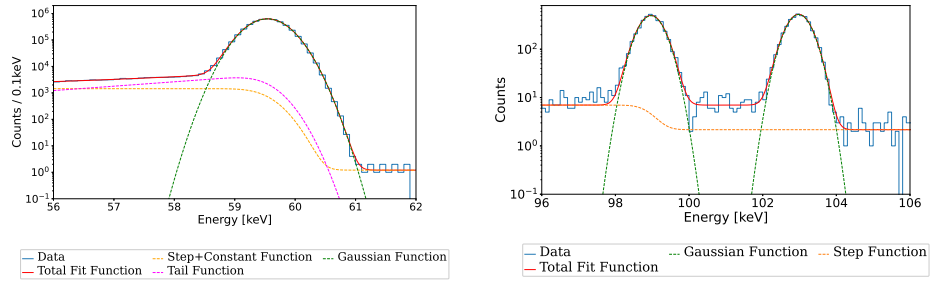 10⁶
10⁵
10⁴
10³
10²
10¹
10⁰
10⁻¹
Counts / 0.1keV
56 57 58 59 60 61 62
Energy [keV]
Data
Total Fit Function
Step+Constant Function
Tail Function
Gaussian Function
10²
10¹
10⁰
10⁻¹
Counts
96 98 100 102 104 106
Energy [keV]
Data
Total Fit Function
Gaussian Function
Step Function